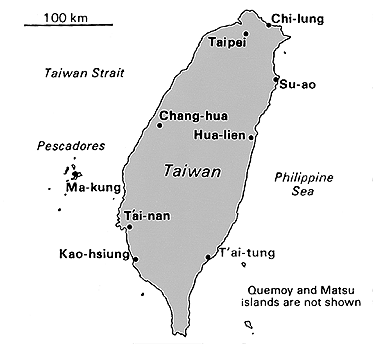 100 km
Chi-lung
Taipei
Taiwan Strait
Su-ao
Chang-hua
Hua-lien
Pescadores
Taiwan
Philippine
Sea
Ma-kung
Tai-nan
Kao-hsiung
T'ai-tung
Quemoy and Matsu
islands are not shown